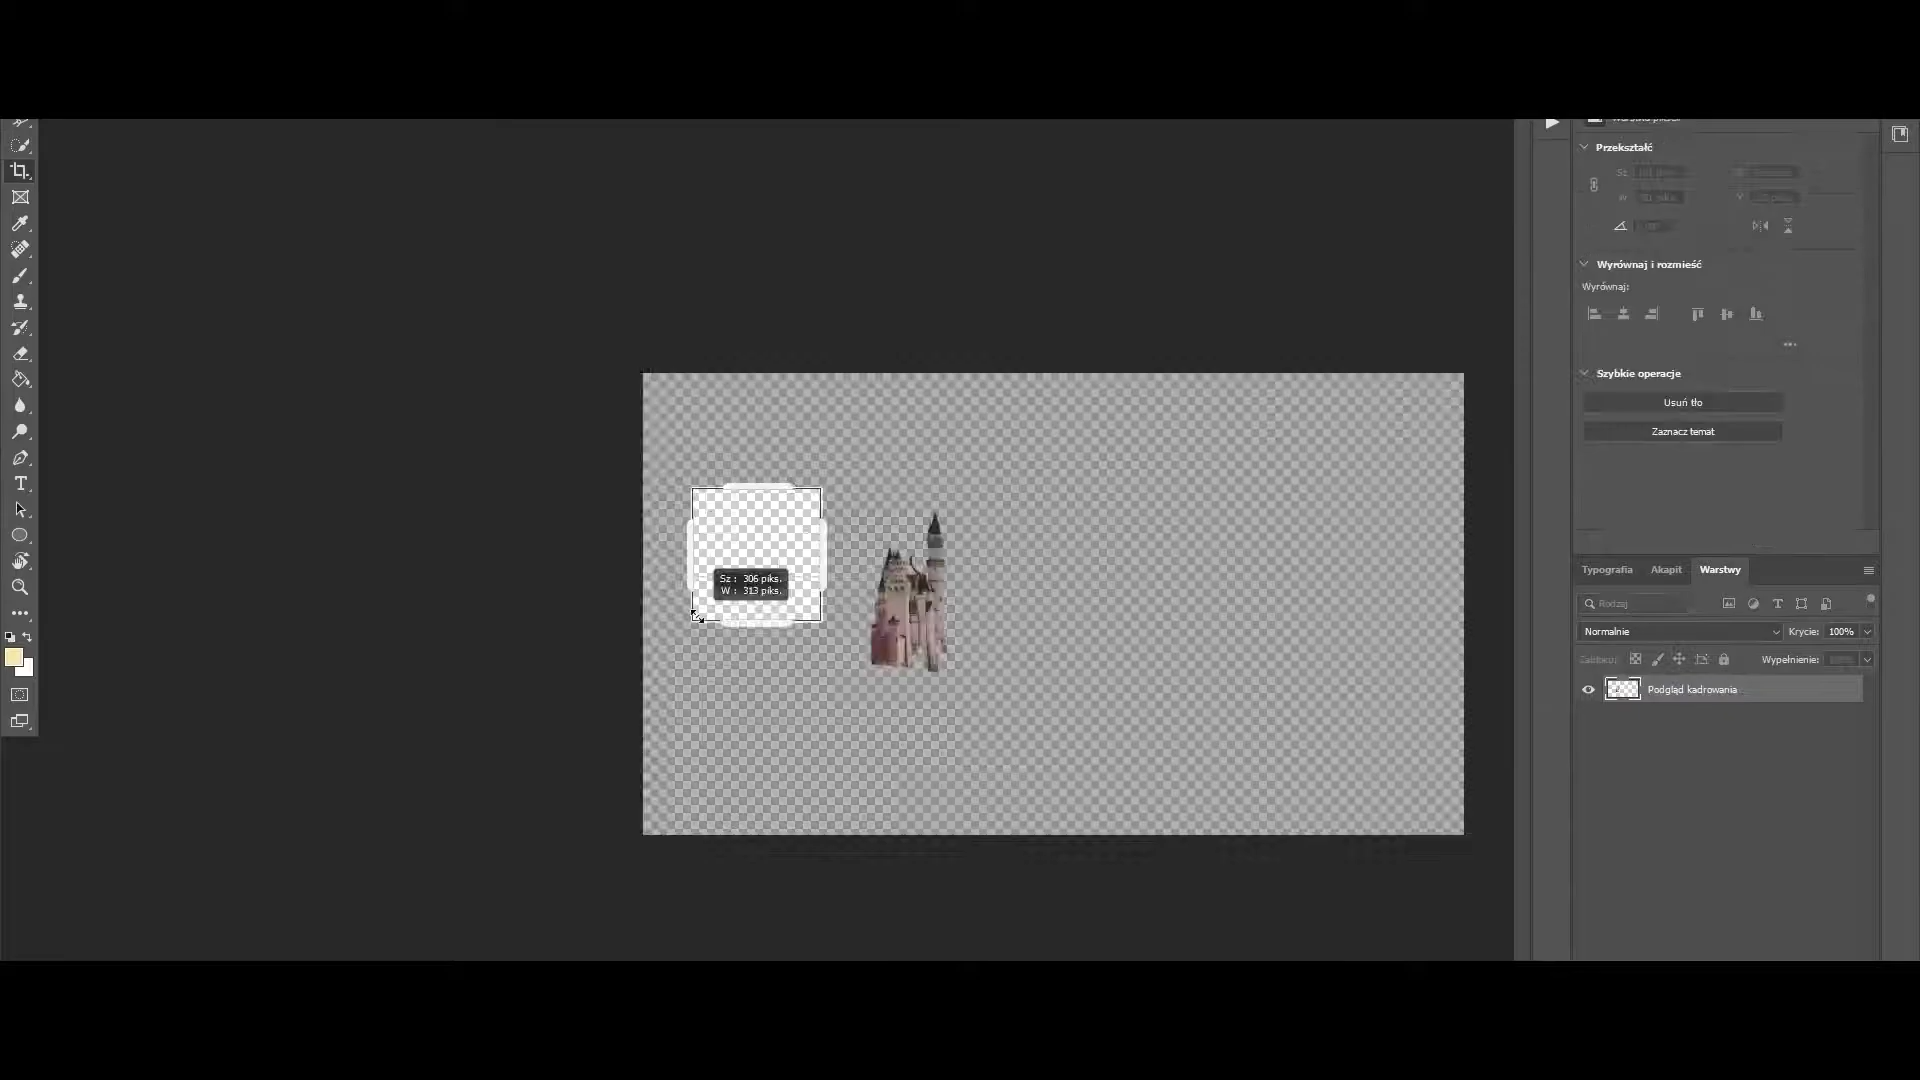 Przekształć
Sz
W
Y
Wyrównaj i rozmieść
Wyrównaj:
Szybkie operacje
Usuń tło
Zaznacz temat
Sz : 306 piks.
W : 313 piks.
Typografia Akapit Warstwy
Rodzaj
Normalnie Krycie: 100%
Wypełnienie:
Podgląd kadrowania